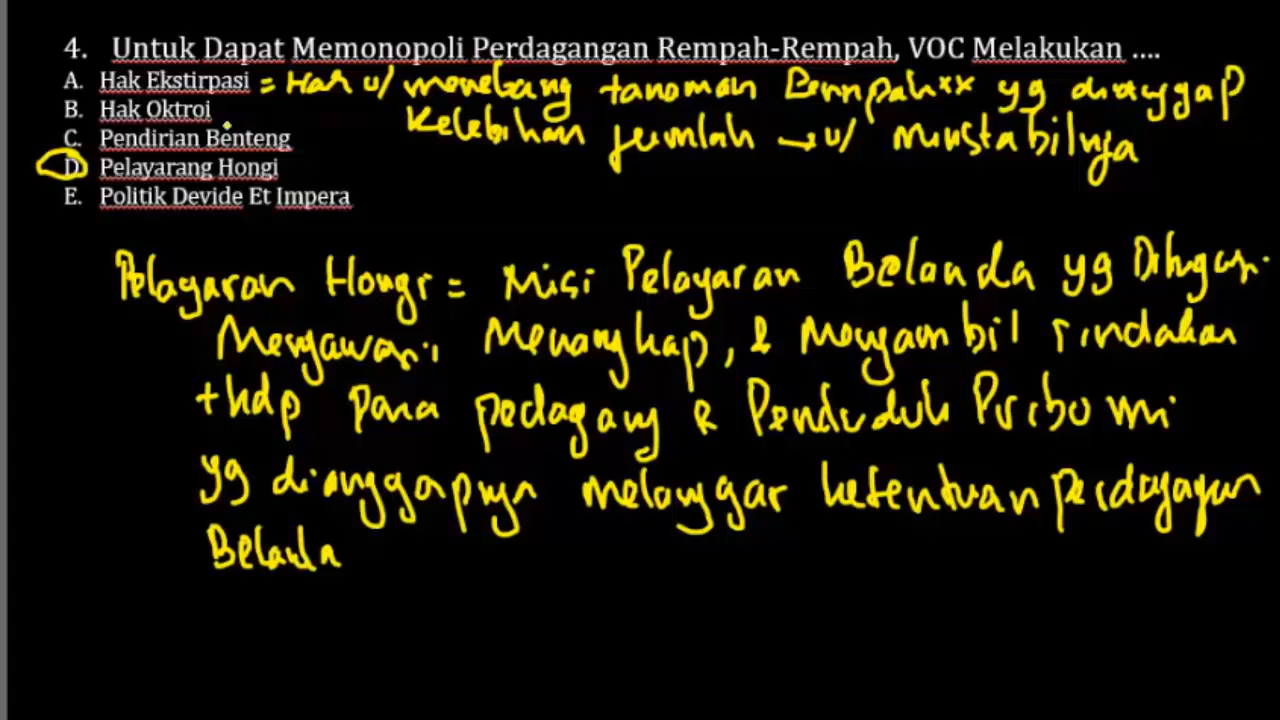 4. Untuk Dapat Memonopoli Perdagangan Rempah-Rempah, VOC Melakukan ....
A. Hak Ekstirpasi = Hak u/ menebang tanaman Rempah xx yg dianggap
B. Hak Oktroi kelebihan jumlah → u/
C. Pendirian Benteng
D. Pelayarang Hongi
E. Politik Devide Et Impera
Pelayaran Hongi = Misi Pelayaran Belanda yg
Mengawasi, Menangkap, & Mengambil tindakan
thdp para pedagang & Penduduk Pribumi
yg dianggapnya melanggar ketentuan perdagangan
Belanda